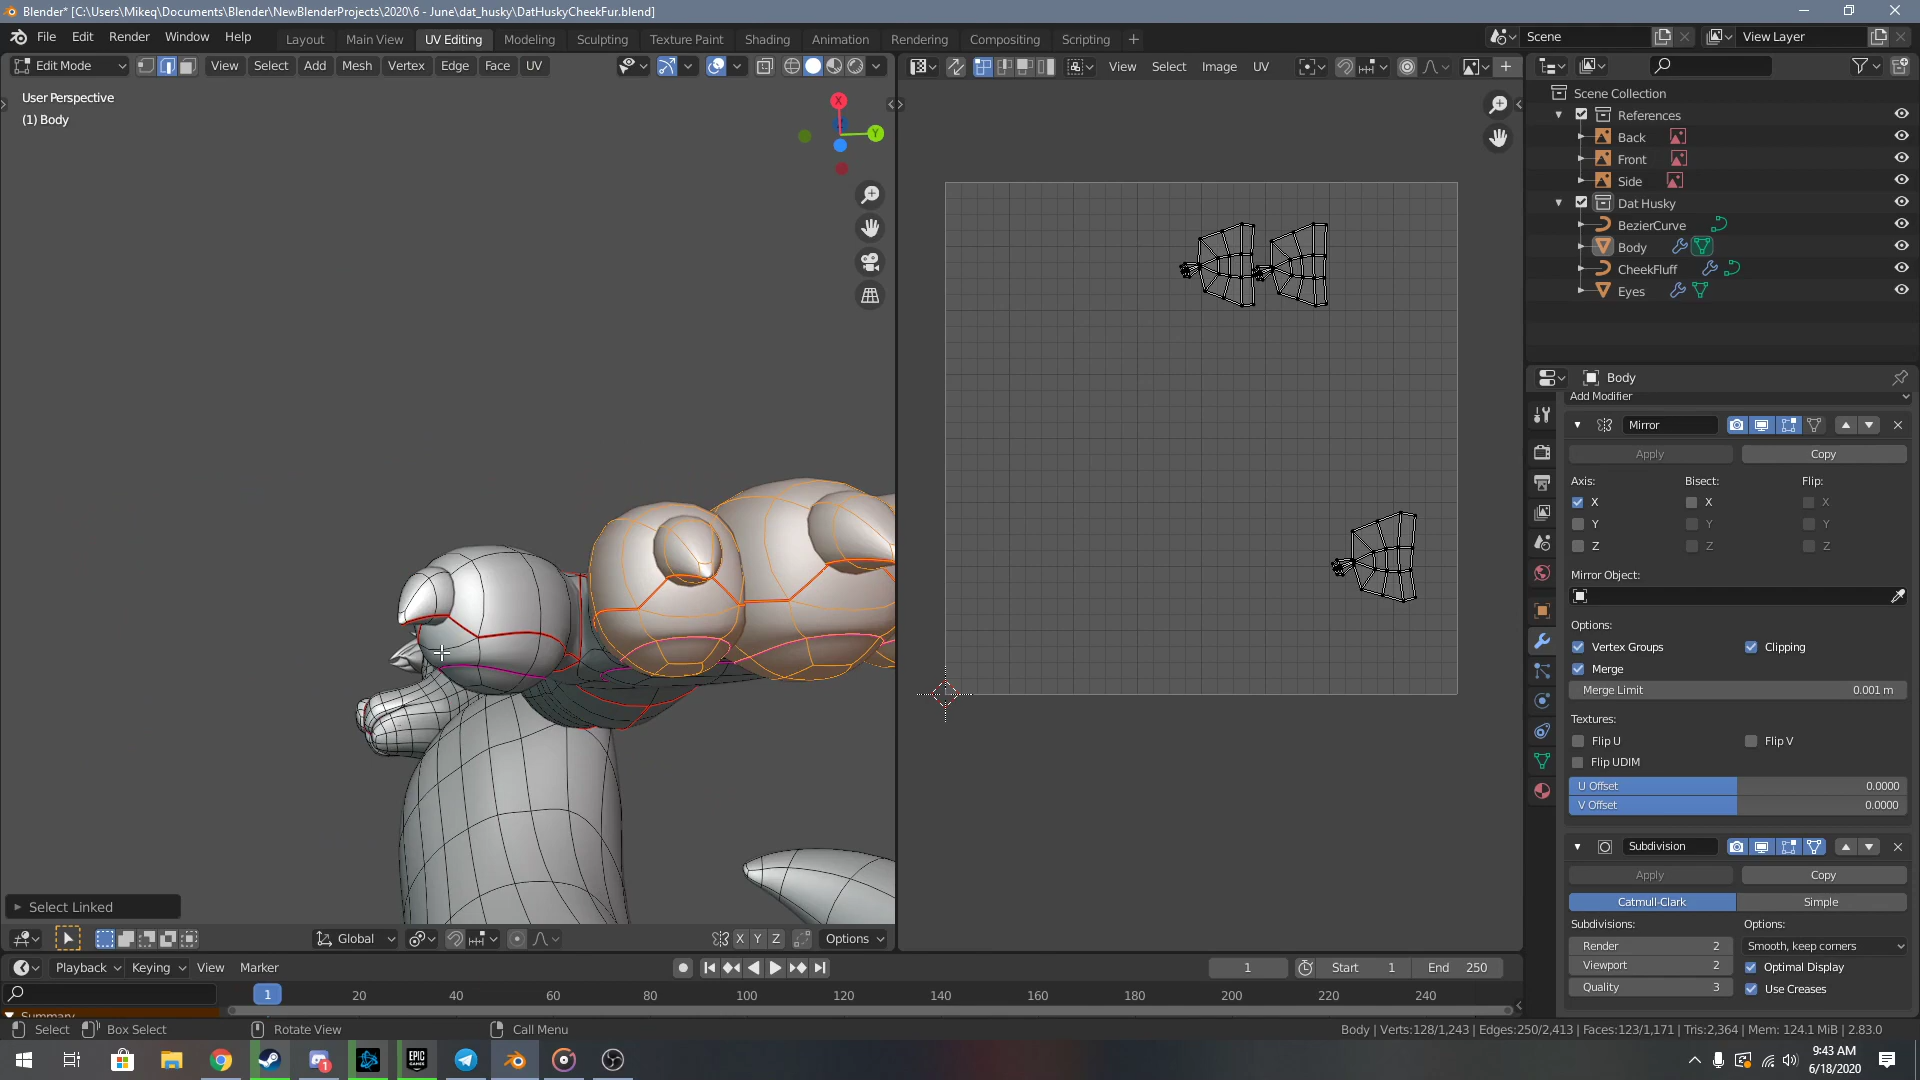 Blender* [C:\Users\Mikeq\Documents\Blender\NewBlenderProjects\2020\6 - June\dat_husky\DatHuskyCheekFur.blend]
File Edit Render Window Help Layout Main View UV Editing Modeling Sculpting Texture Paint Shading Animation Rendering Compositing Scripting + Scene View Layer
Edit Mode View Select Add Mesh Vertex Edge Face UV View Select Image UV
User Perspective
(1) Body
X
Y
Scene Collection
References
Back
Front
Side
Dat Husky
BezierCurve
Body
CheekFluff
Eyes
Body
Add Modifier
Mirror
Apply Copy
Axis: Bisect: Flip:
X X X
Y Y Y
Z Z Z
Mirror Object:
Options:
Vertex Groups Clipping
Merge
Merge Limit 0.001 m
Textures:
Flip U Flip V
Flip UDIM
U Offset 0.0000
V Offset 0.0000
Subdivision
Apply Copy
Catmull-Clark Simple
Subdivisions: Options:
Render 2 Smooth, keep corners
Viewport 2 Optimal Display
Quality 3 Use Creases
Select Linked
Global X Y Z Options
Playback Keying View Marker 1 Start 1 End 250
1 20 40 60 80 100 120 140 160 180 200 220 240
Summary
Select Box Select Rotate View Call Menu Body | Verts:128/1,243 | Edges:250/2,413 | Faces:123/1,171 | Tris:2,364 | Mem: 124.1 MiB | 2.83.0
EPIC GAMES
1
9:43 AM
6/18/2020